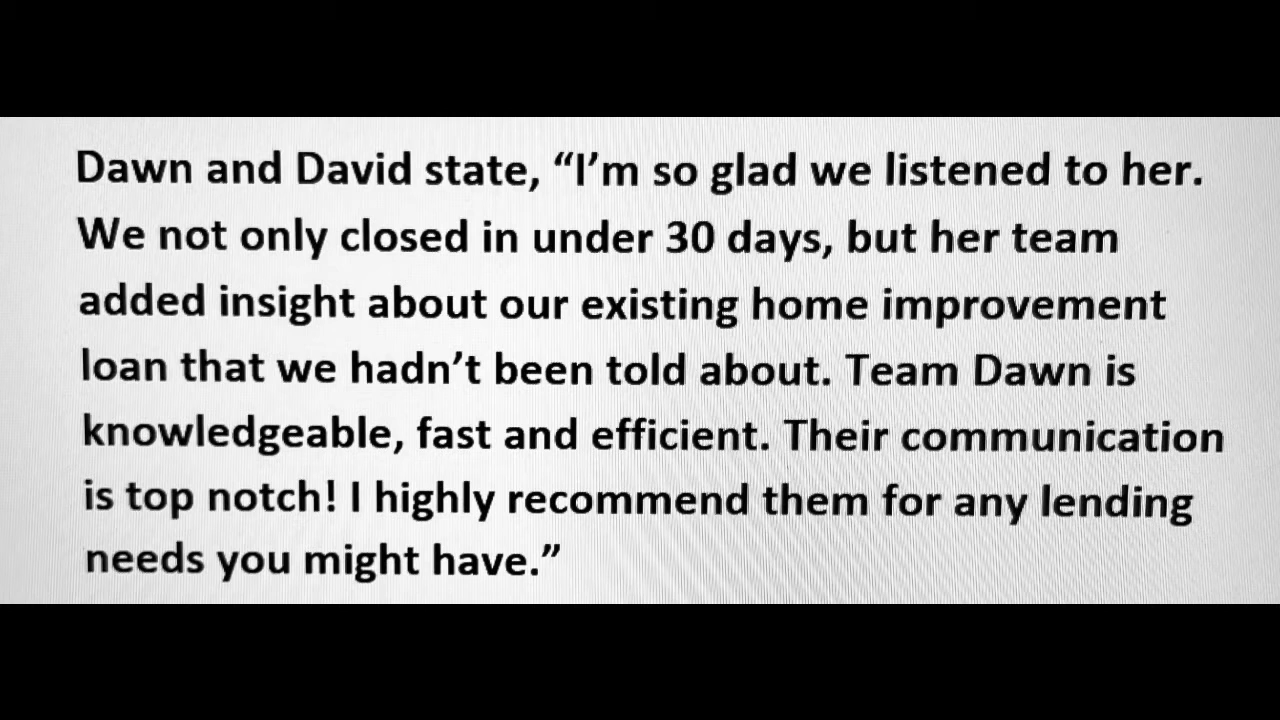 Dawn and David state, “I’m so glad we listened to her.
We not only closed in under 30 days, but her team
added insight about our existing home improvement
loan that we hadn’t been told about. Team Dawn is
knowledgeable, fast and efficient. Their communication
is top notch! I highly recommend them for any lending
needs you might have.”